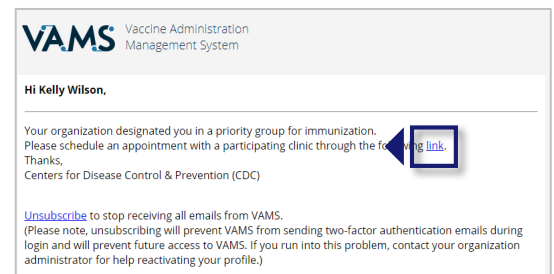 VAMS Vaccine Administration
Management System
Hi Kelly Wilson,
Your organization designated you in a priority group for immunization.
Please schedule an appointment with a participating clinic through the link.
Thanks,
Centers for Disease Control & Prevention (CDC)
Unsubscribe to stop receiving all emails from VAMS.
(Please note, unsubscribing will prevent VAMS from sending two-factor authentication emails during
login and will prevent future access to VAMS. If you run into this problem, contact your organization
administrator for help reactivating your profile.)